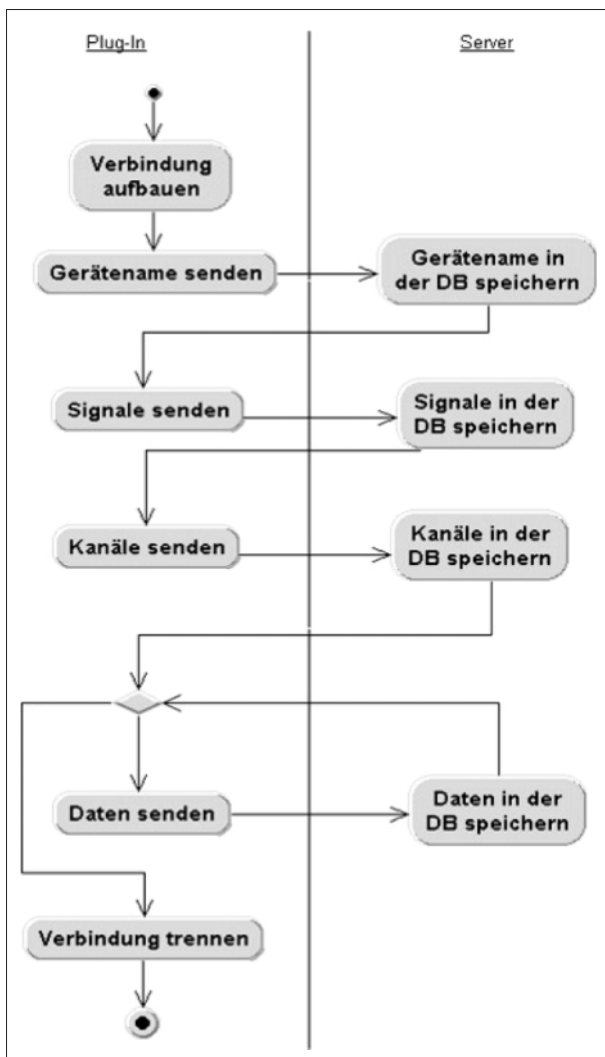 Plug-In
Server
Verbindung
aufbauen
Gerätename senden
Gerätename in
der DB speichern
Signale senden
Signale in der
DB speichern
Kanäle senden
Kanäle in der
DB speichern
Daten senden
Daten in der
DB speichern
Verbindung trennen